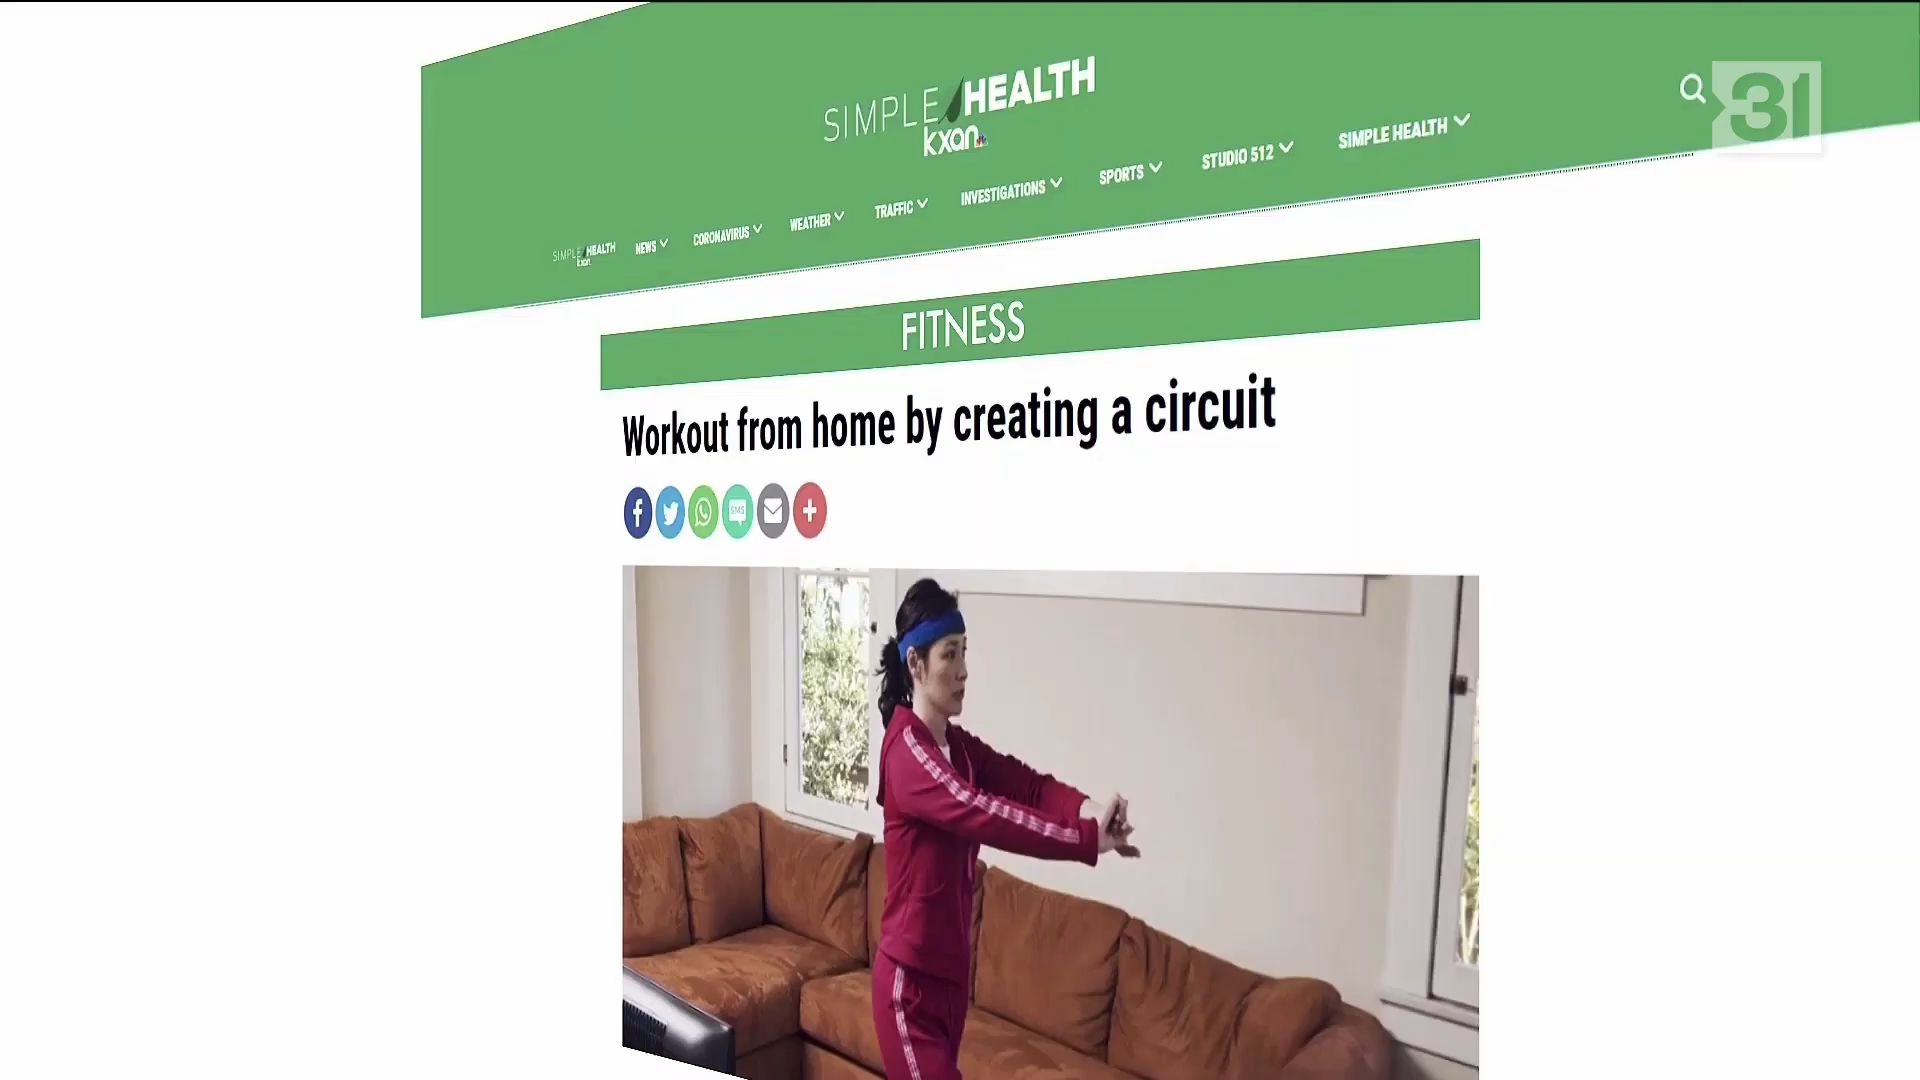 SIMPLE HEALTH
kxan
31
SIMPLE HEALTH
kxan
NEWS
CORONAVIRUS
WEATHER
TRAFFIC
INVESTIGATIONS
SPORTS
STUDIO 512
SIMPLE HEALTH
FITNESS
Workout from home by creating a circuit
SMS